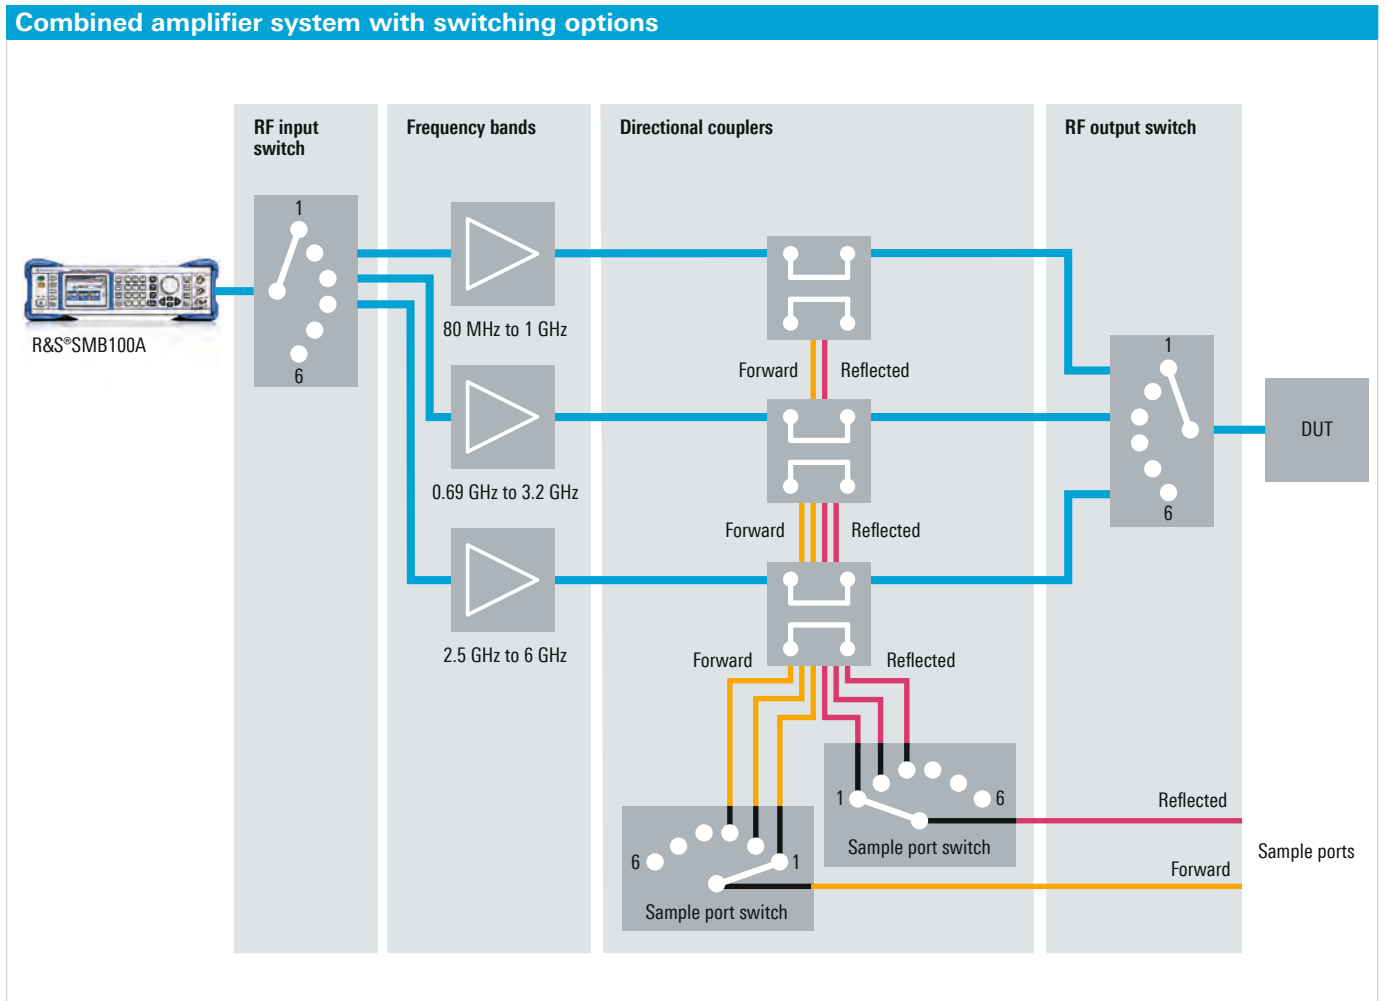 Combined amplifier system with switching options
RF input
switch
Frequency bands
Directional couplers
RF output switch
1
6
R&S®SMB100A
80 MHz to 1 GHz
0.69 GHz to 3.2 GHz
2.5 GHz to 6 GHz
Forward
Reflected
Forward
Reflected
Forward
Reflected
1
6
DUT
1
6
Sample port switch
6
1
Sample port switch
Reflected
Forward
Sample ports